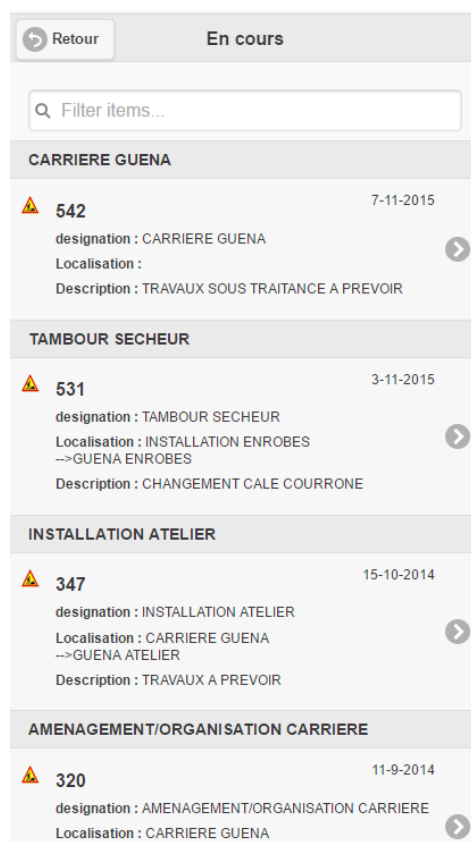 Retour
En cours
Filter items...
CARRIERE GUENA
7-11-2015
542
designation : CARRIERE GUENA
Localisation :
Description : TRAVAUX SOUS TRAITANCE A PREVOIR
TAMBOUR SECHEUR
3-11-2015
531
designation : TAMBOUR SECHEUR
Localisation : INSTALLATION ENROBES
-->GUENA ENROBES
Description : CHANGEMENT CALE COURRONE
INSTALLATION ATELIER
15-10-2014
347
designation : INSTALLATION ATELIER
Localisation : CARRIERE GUENA
-->GUENA ATELIER
Description : TRAVAUX A PREVOIR
AMENAGEMENT/ORGANISATION CARRIERE
11-9-2014
320
designation : AMENAGEMENT/ORGANISATION CARRIERE
Localisation : CARRIERE GUENA